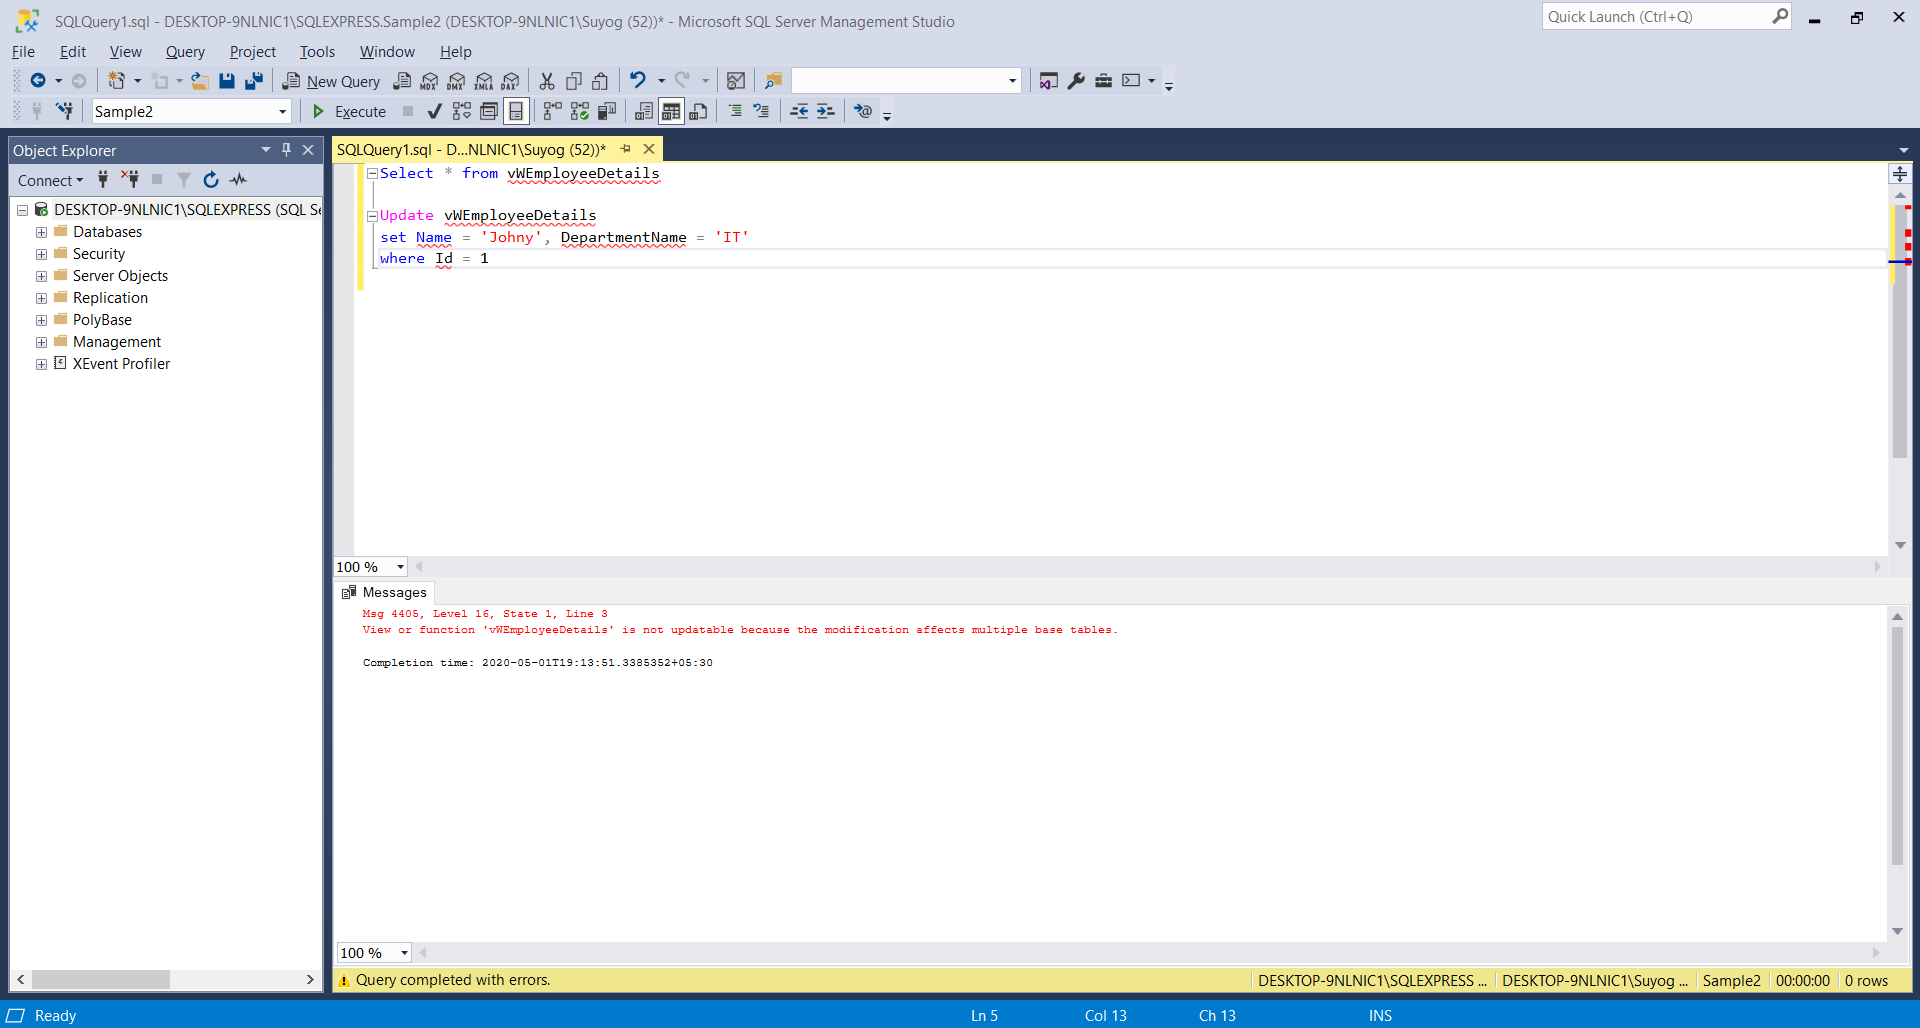 SQLQuery1.sql - DESKTOP-9NLNIC1\SQLEXPRESS.Sample2 (DESKTOP-9NLNIC1\Suyog (52))* - Microsoft SQL Server Management Studio
Quick Launch (Ctrl+Q)
File Edit View Query Project Tools Window Help
New Query MDX DMX XMLA DAX
Sample2 Execute
Object Explorer
SQLQuery1.sql - D...NLNIC1\Suyog (52))*
Connect
DESKTOP-9NLNIC1\SQLEXPRESS (SQL Se
Databases
Security
Server Objects
Replication
PolyBase
Management
XEvent Profiler
Select * from vWEmployeeDetails
Update vWEmployeeDetails
set Name = 'Johny', DepartmentName = 'IT'
where Id = 1
100 %
Messages
Msg 4405, Level 16, State 1, Line 3
View or function 'vWEmployeeDetails' is not updatable because the modification affects multiple base tables.
Completion time: 2020-05-01T19:13:51.3385352+05:30
100 %
Query completed with errors. DESKTOP-9NLNIC1\SQLEXPRESS ... DESKTOP-9NLNIC1\Suyog ... Sample2 00:00:00 0 rows
Ready Ln 5 Col 13 Ch 13 INS